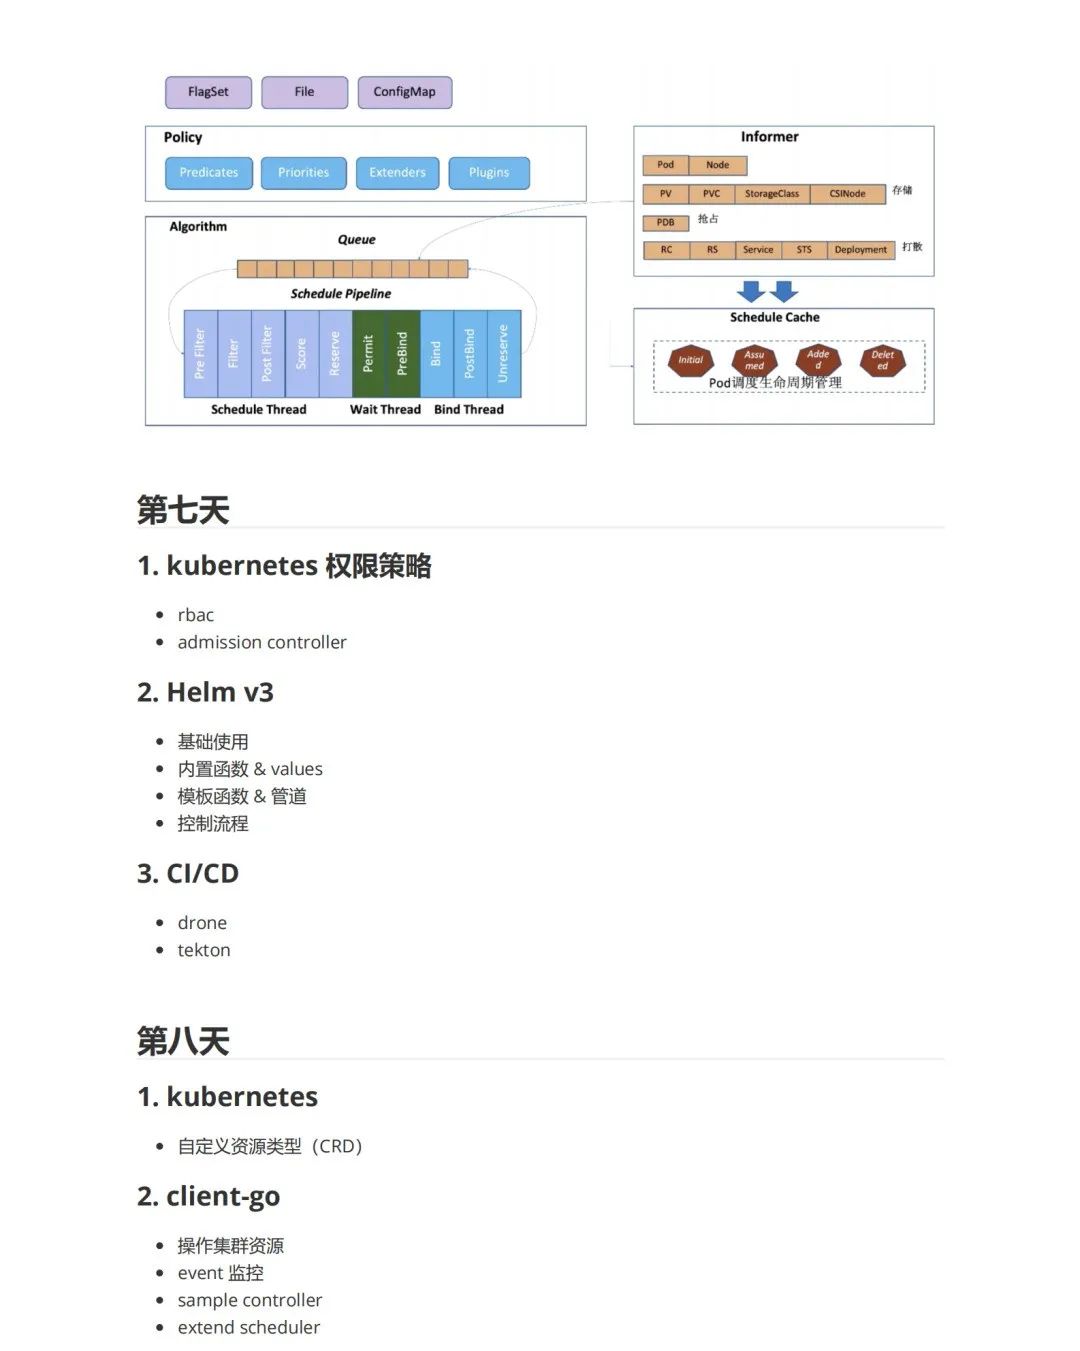 FlagSet File ConfigMap
Policy
Predicates Priorities Extenders Plugins
Algorithm
Queue
Schedule Pipeline
Pre Filter
Filter
Post Filter
Score
Reserve
Permit
PreBind
Bind
PostBind
Unreserve
Schedule Thread Wait Thread Bind Thread
Informer
Pod Node
PV PVC StorageClass CSINode 存储
PDB 抢占
RC RS Service STS Deployment 打散
Schedule Cache
Initial
Assu
med
Adde
d
Delet
ed
Pod调度生命周期管理
第七天
1. kubernetes 权限策略
• rbac
• admission controller
2. Helm v3
• 基础使用
• 内置函数 & values
• 模板函数 & 管道
• 控制流程
3. CI/CD
• drone
• tekton
第八天
1. kubernetes
• 自定义资源类型（CRD）
2. client-go
• 操作集群资源
• event 监控
• sample controller
• extend scheduler